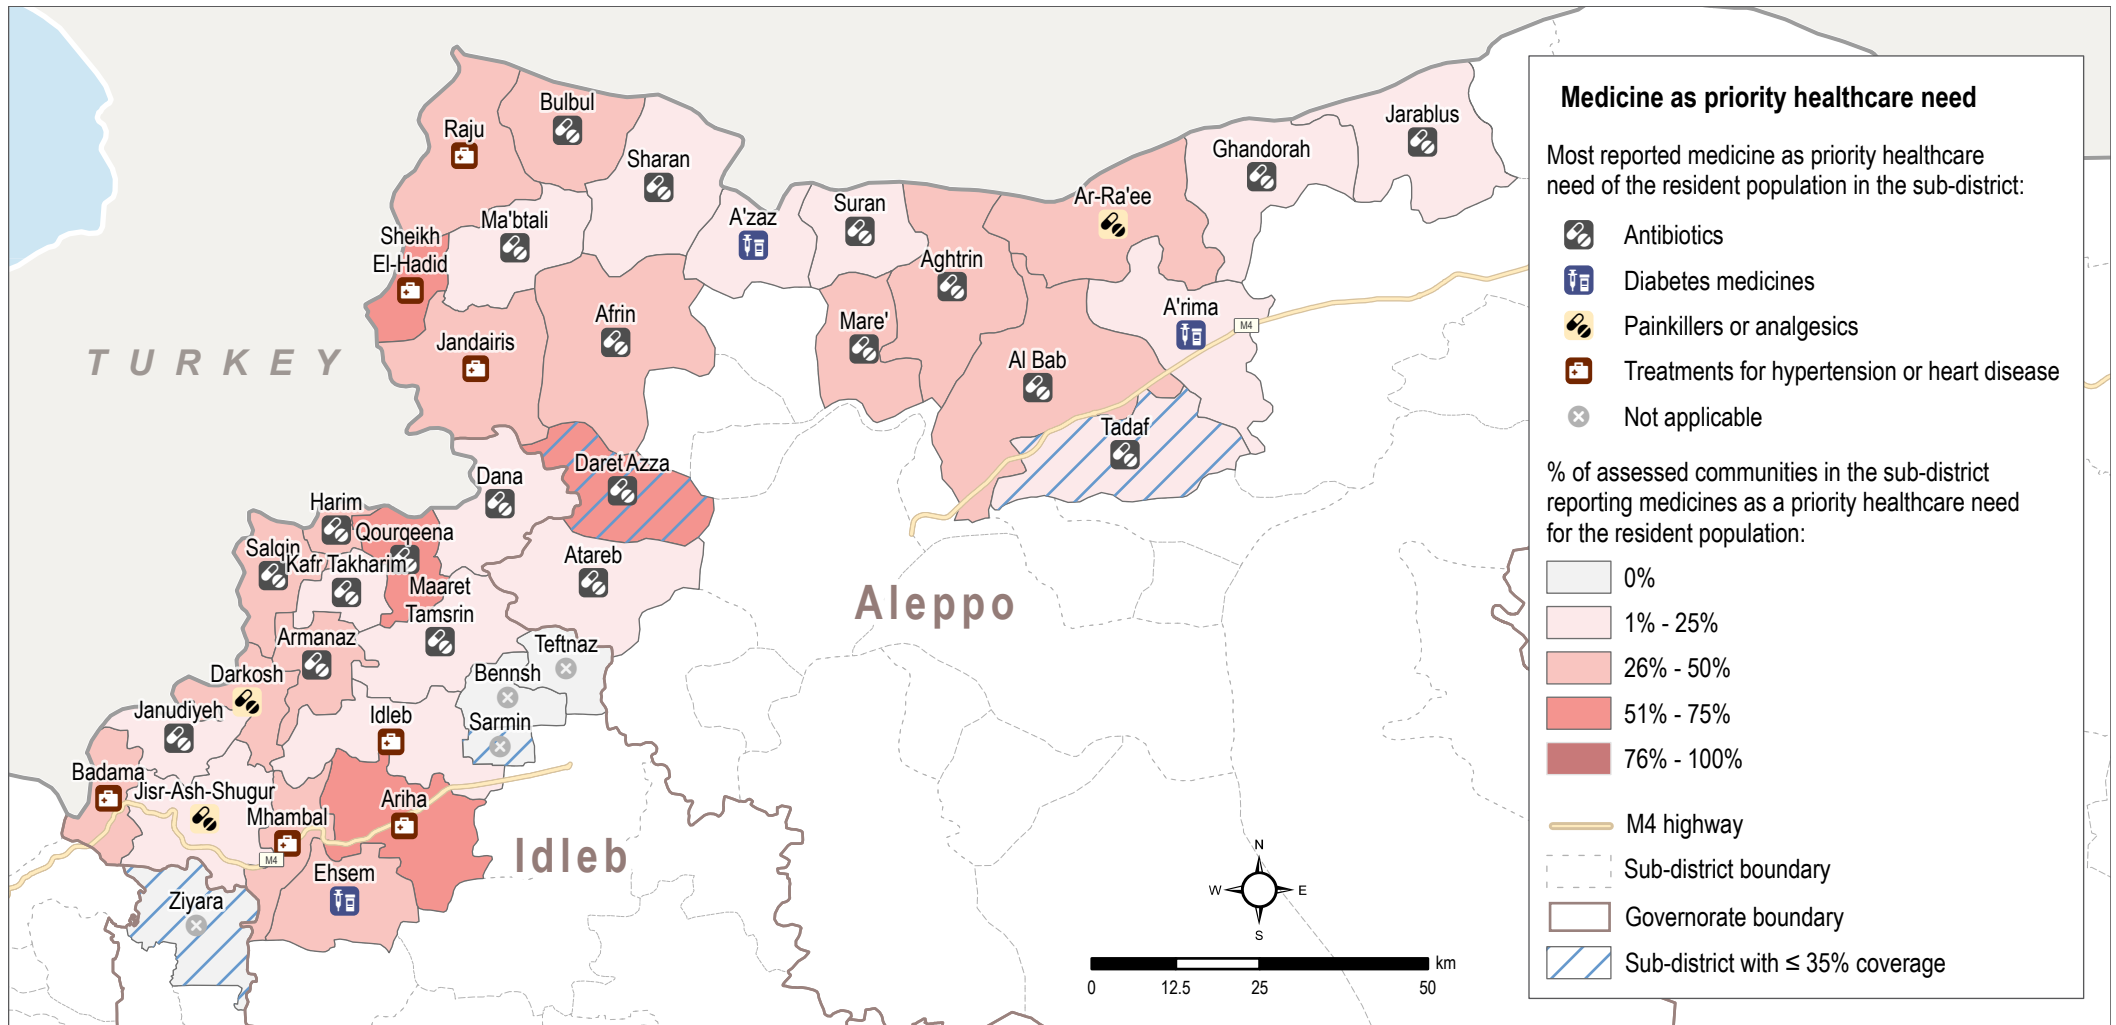 Bulbul
Raju
Sharan
Jarablus
Ghandorah
Ma'btali
A'zaz
Suran
Ar-Ra'ee
Sheikh
El-Hadid
Aghtrin
Afrin
Mare'
A'rima
M4
Jandairis
Al Bab
TURKEY
Tadaf
Dana
Daret Azza
Harim
Qourqeena
Salqin
Kafr Takharim
Atareb
Maaret
Tamsrin
Aleppo
Armanaz
Teftnaz
Darkosh
Bennsh
Janudiyeh
Idleb
Sarmin
Badama
Jisr-Ash-Shugur
Ariha
Mhambal
M4
Idleb
Ehsem
Ziyara
N
W
E
S
km
0
12.5
25
50
Medicine as priority healthcare need
Most reported medicine as priority healthcare
need of the resident population in the sub-district:
Antibiotics
Diabetes medicines
Painkillers or analgesics
Treatments for hypertension or heart disease
Not applicable
% of assessed communities in the sub-district
reporting medicines as a priority healthcare need
for the resident population:
0%
1% - 25%
26% - 50%
51% - 75%
76% - 100%
M4 highway
Sub-district boundary
Governorate boundary
Sub-district with ≤ 35% coverage